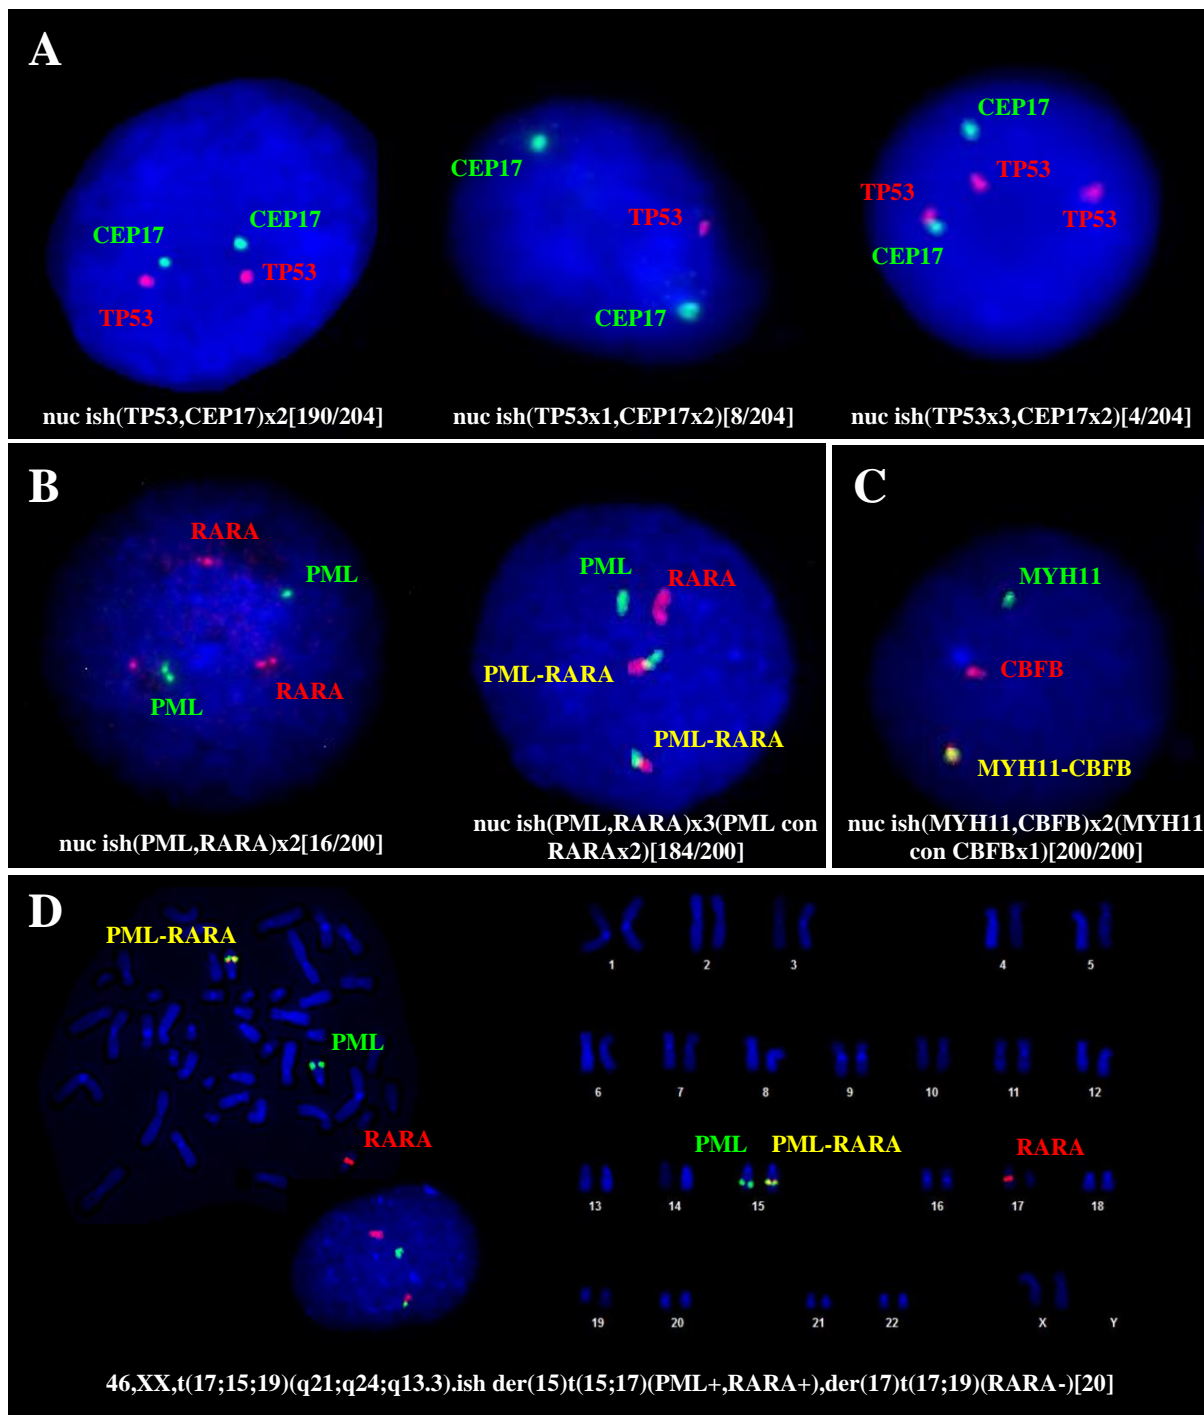 A
CEP17
CEP17
TP53
TP53
nuc ish(TP53,CEP17)x2[190/204]
CEP17
TP53
CEP17
nuc ish(TP53x1,CEP17x2)[8/204]
CEP17
TP53
TP53
TP53
CEP17
nuc ish(TP53x3,CEP17x2)[4/204]
B
RARA
PML
RARA
PML
nuc ish(PML,RARA)x2[16/200]
PML
RARA
PML-RARA
PML-RARA
nuc ish(PML,RARA)x3(PML con
RARAx2)[184/200]
C
MYH11
CBFB
MYH11-CBFB
nuc ish(MYH11,CBFB)x2(MYH11
con CBFBx1)[200/200]
D
PML-RARA
PML
RARA
1 2 3 4 5
6 7 8 9 10 11 12
PML PML-RARA RARA
13 14 15 16 17 18
19 20 21 22 X Y
46,XX,t(17;15;19)(q21;q24;q13.3).ish der(15)t(15;17)(PML+,RARA+),der(17)t(17;19)(RARA-)[20]